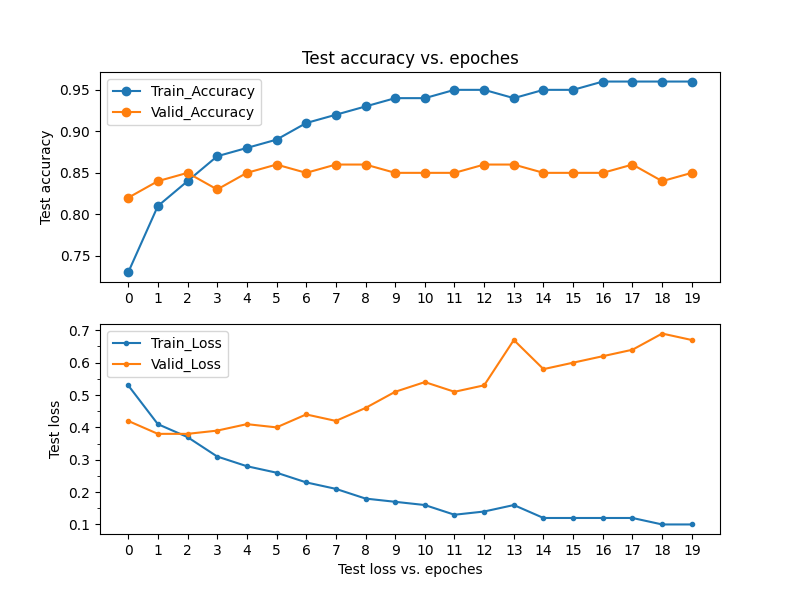 Test accuracy vs. epoches
Train_Accuracy
Valid_Accuracy
Test accuracy
0.95
0.90
0.85
0.80
0.75
0 1 2 3 4 5 6 7 8 9 10 11 12 13 14 15 16 17 18 19
Train_Loss
Valid_Loss
Test loss
0.7
0.6
0.5
0.4
0.3
0.2
0.1
0 1 2 3 4 5 6 7 8 9 10 11 12 13 14 15 16 17 18 19
Test loss vs. epoches